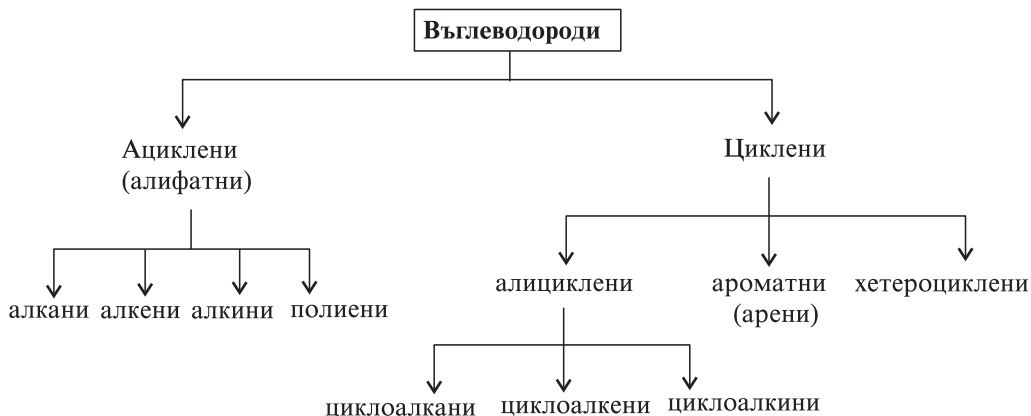 Въглеводороди
Ациклени
(алифатни)
Циклени
алкани алкени алкини полиени
алициклени
ароматни
(арени)
хетероциклени
циклоалкани циклоалкени циклоалкини